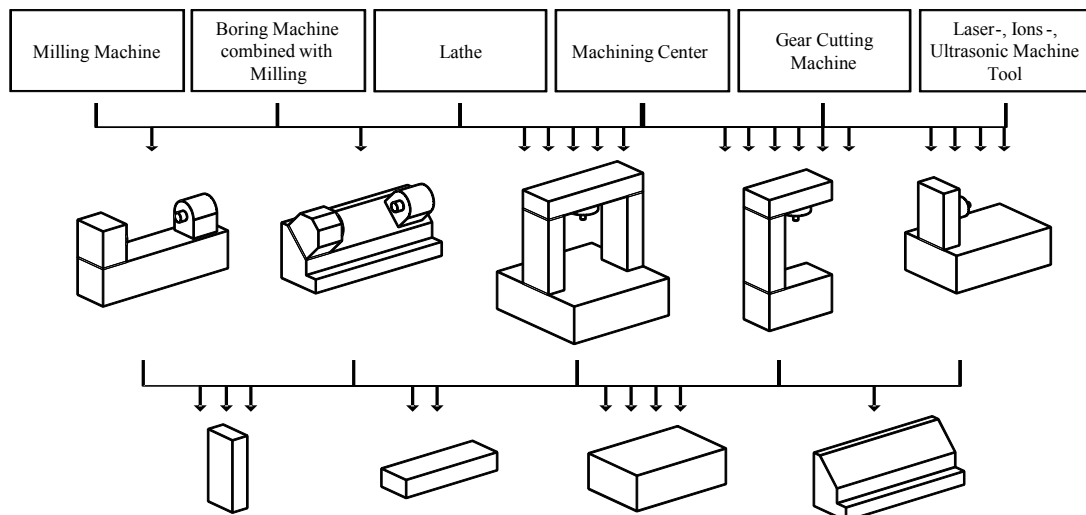 Milling Machine
Boring Machine
combined with
Milling
Lathe
Machining Center
Gear Cutting
Machine
Laser-, Ions -,
Ultrasonic Machine
Tool